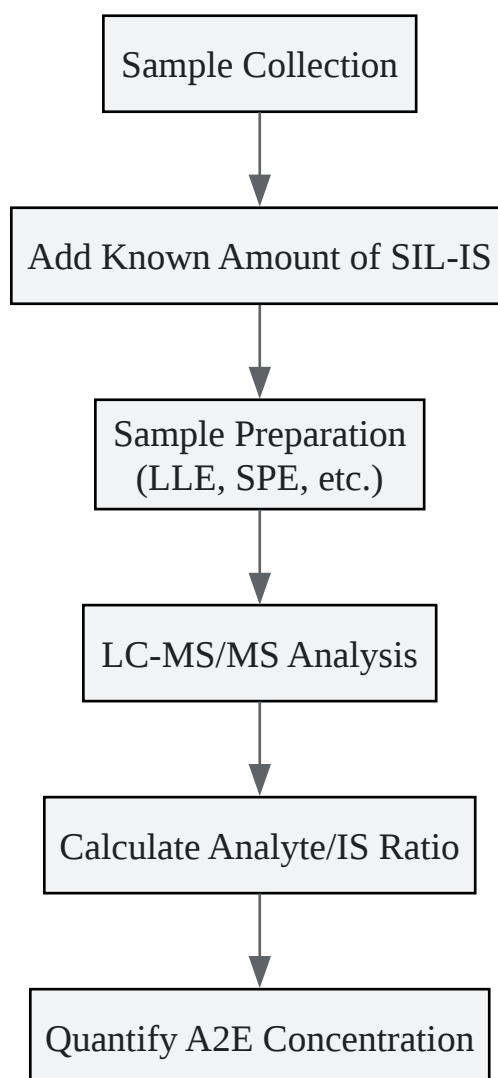 Sample Collection
Add Known Amount of SIL-IS
Sample Preparation
(LLE, SPE, etc.)
LC-MS/MS Analysis
Calculate Analyte/IS Ratio
Quantify A2E Concentration